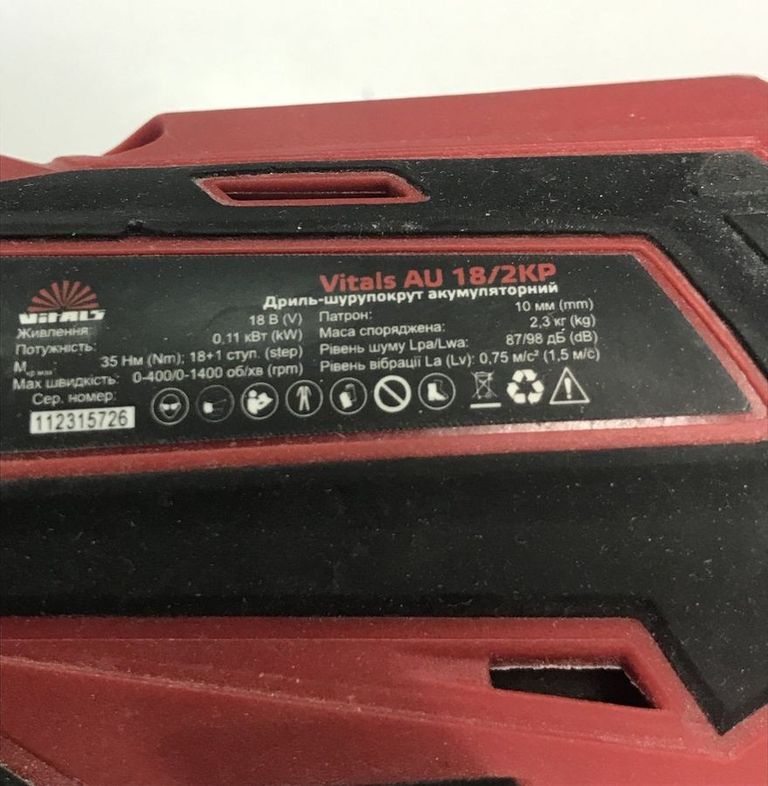 Vitals AU 18/2KP
Дриль-шурупокрут акумуляторний
VITALS
Живлення: 18 В (V)
Потужність: 0,11 кВт (kW)
Мкр мах: 35 Нм (Nm); 18+1 ступ. (step)
Мах швидкість: 0-400/0-1400 об/хв (rpm)
Сер. номер:
112315726
Патрон: 10 мм (mm)
Маса споряджена: 2,3 кг (kg)
Рівень шуму Lpa/Lwa: 87/98 дБ (dB)
Рівень вібрації La (Lv): 0,75 м/с² (1,5 м/с)